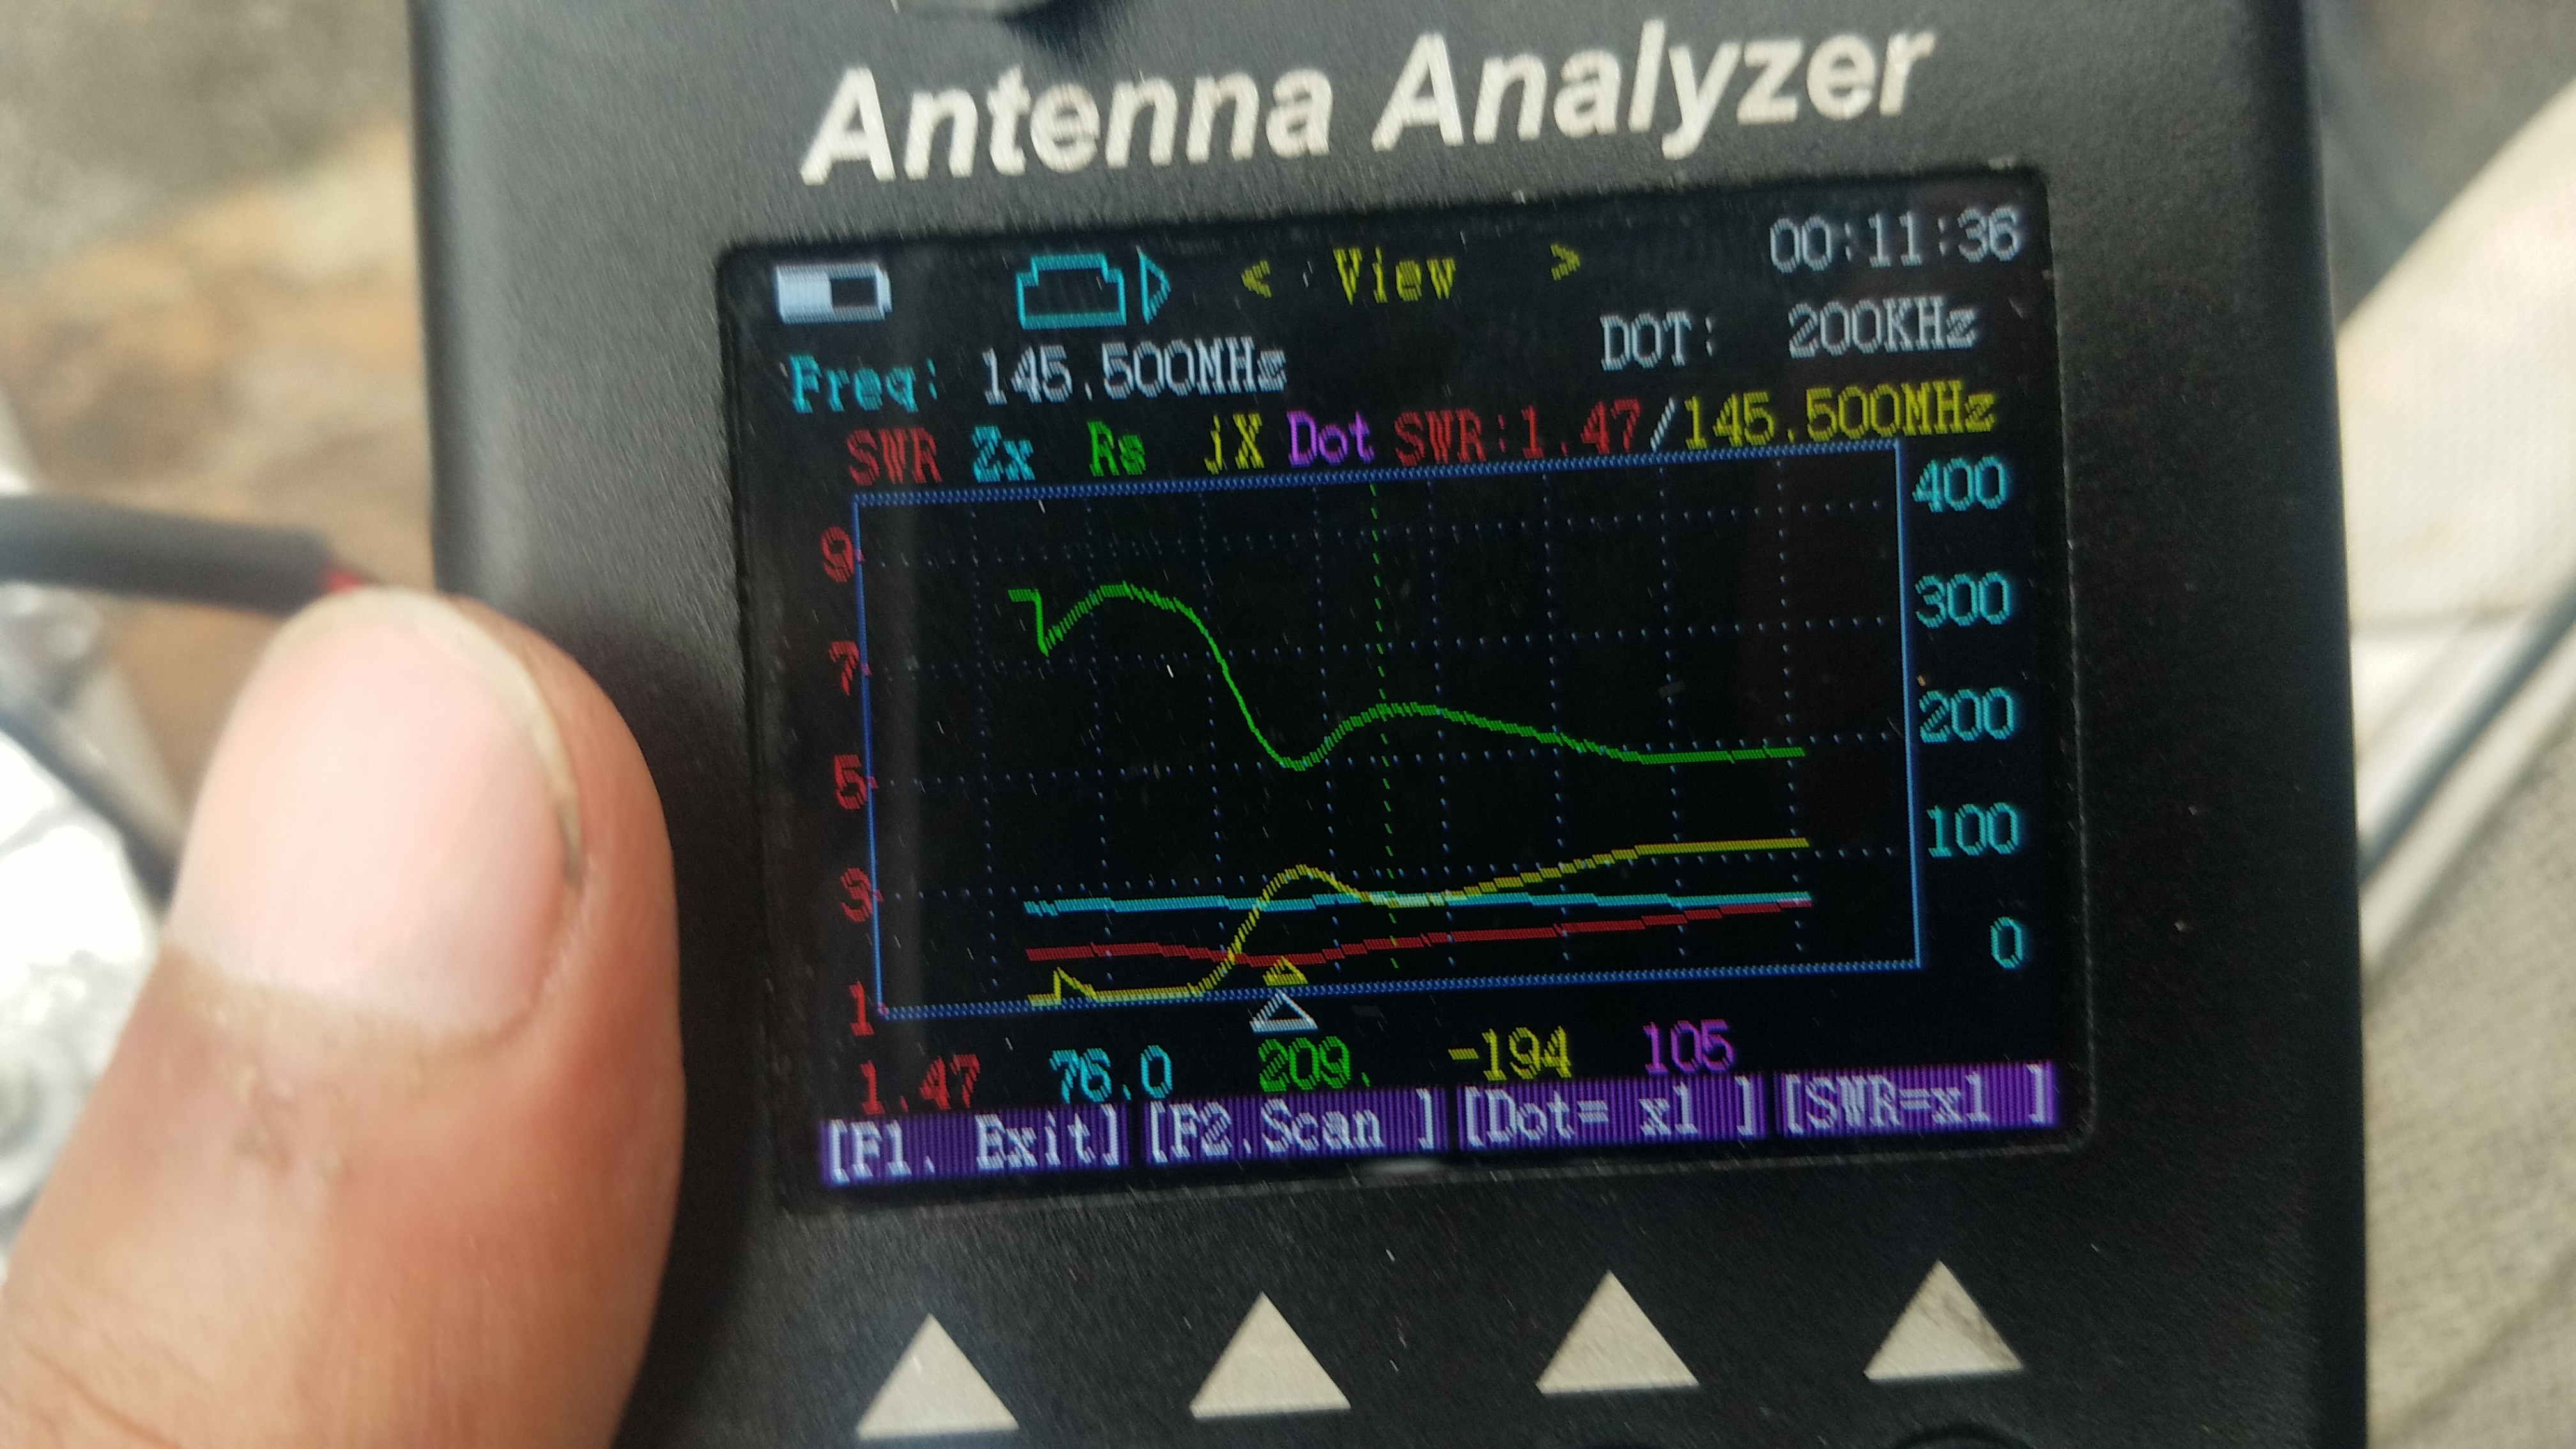 Antenna Analyzer
< View > 00:11:36
Freq: 145.500MHz DOT: 200KHz
SWR Zx Rs jX Dot SWR:1.47/145.500MHz
400
9
300
7
200
5
100
3
0
1
1.47 76.0 209. -194 105
[F1. Exit] [F2.Scan ] [Dot= x1 ] [SWR=x1 ]